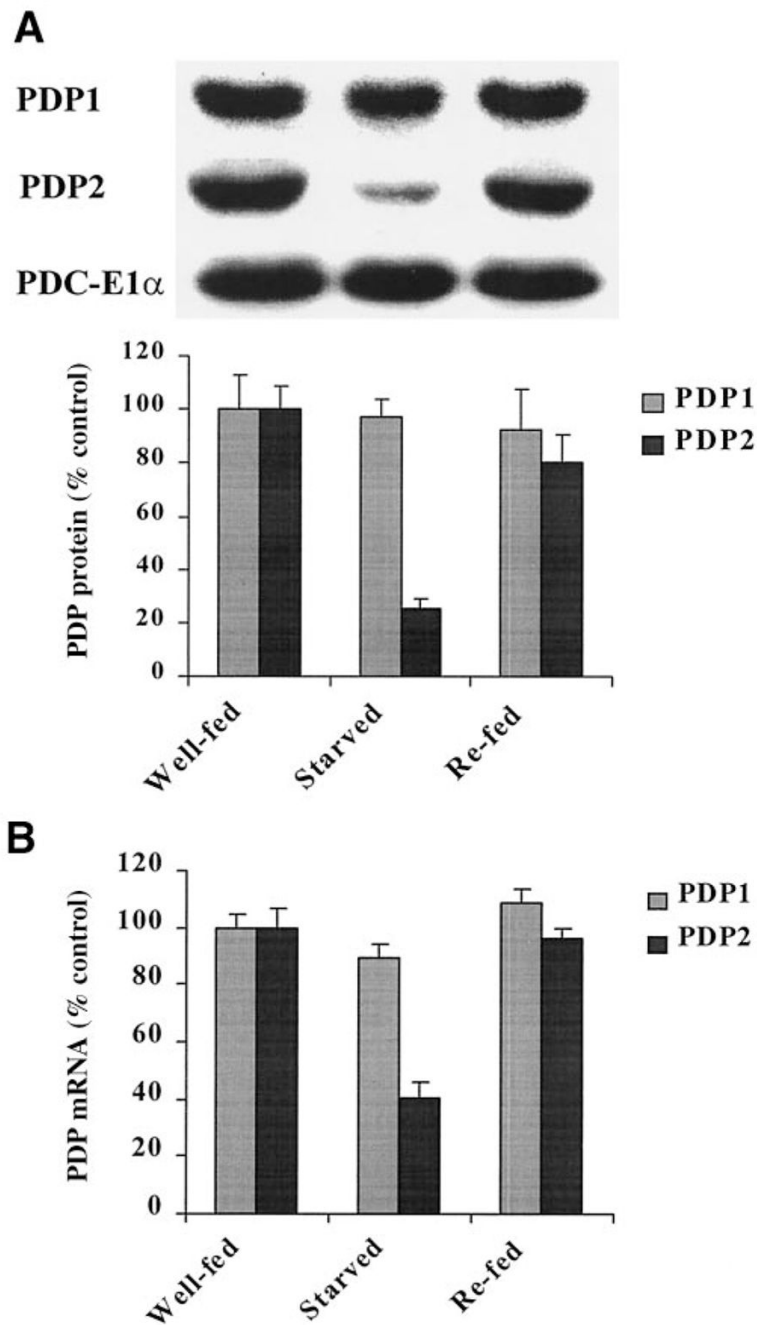 A
PDP1
PDP2
PDC-E1α
PDP protein (% control)
120
100
80
60
40
20
0
Well-fed
Starved
Re-fed
PDP1
PDP2
B
PDP mRNA (% control)
120
100
80
60
40
20
0
Well-fed
Starved
Re-fed
PDP1
PDP2